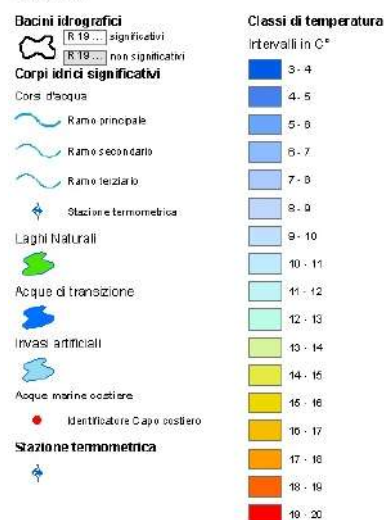 Bacini idrografici
R 19 ... significativi
R 19 ... non significativi
Corpi idrici significativi
Corsi d'acqua
Ramo principale
Ramo secondario
Ramo terziario
Stazione termometrica
Laghi Naturali
Acque di transizione
Invasi artificiali
Acque marine costiere
Identificatore Capo costiero
Stazione termometrica
Classi di temperatura
Intervalli in C°
3 - 4
4 - 5
5 - 6
6 - 7
7 - 8
8 - 9
9 - 10
10 - 11
11 - 12
12 - 13
13 - 14
14 - 15
15 - 16
16 - 17
17 - 18
18 - 19
19 - 20